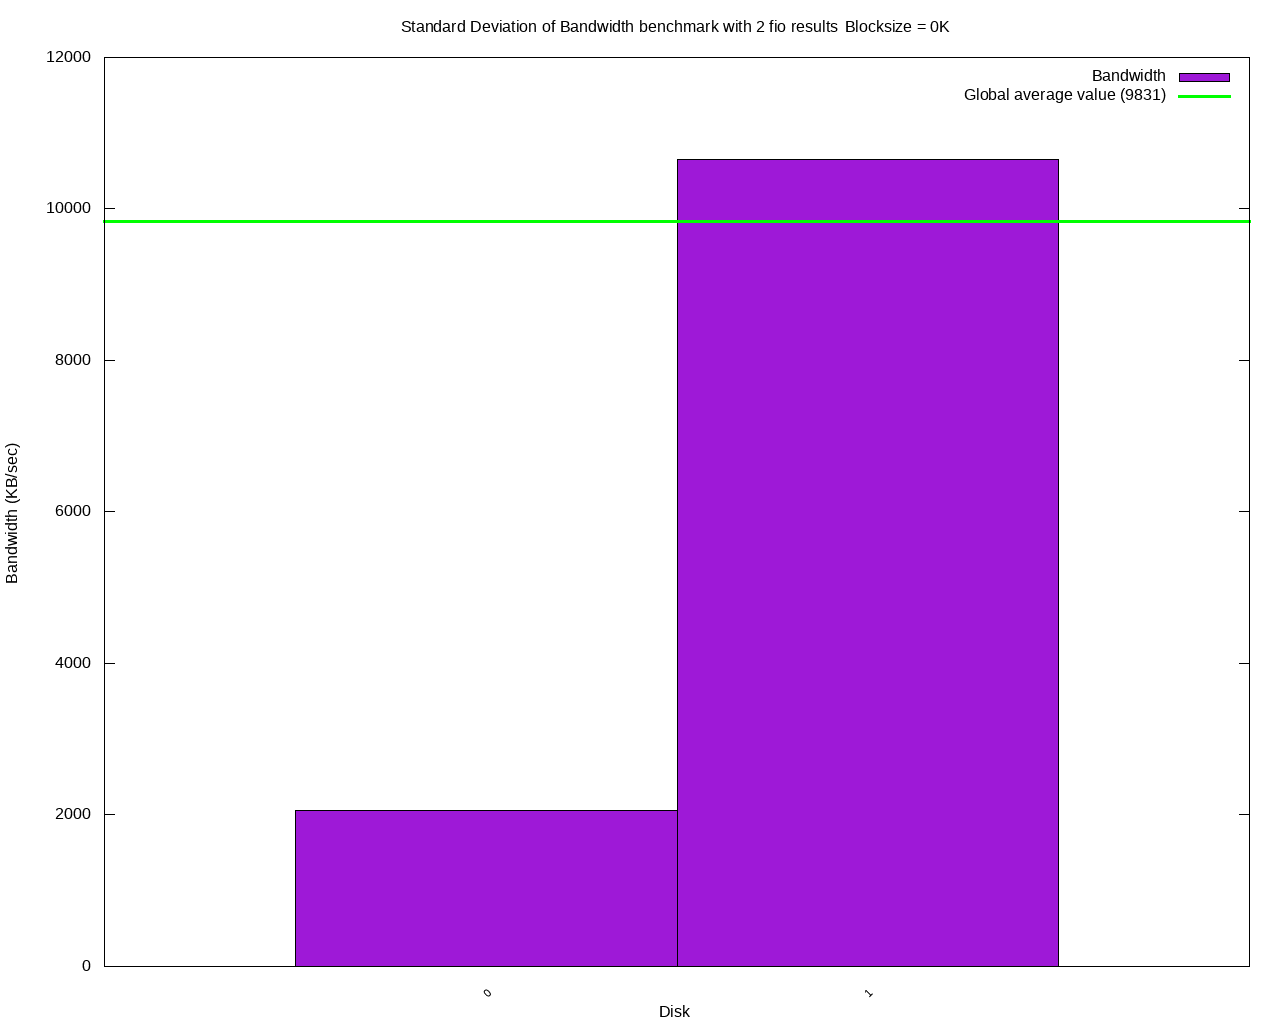 Standard Deviation of Bandwidth benchmark with 2 fio results Blocksize = 0K
12000
10000
8000
6000
4000
2000
0
Bandwidth (KB/sec)
Bandwidth
Global average value (9831)
0
1
Disk